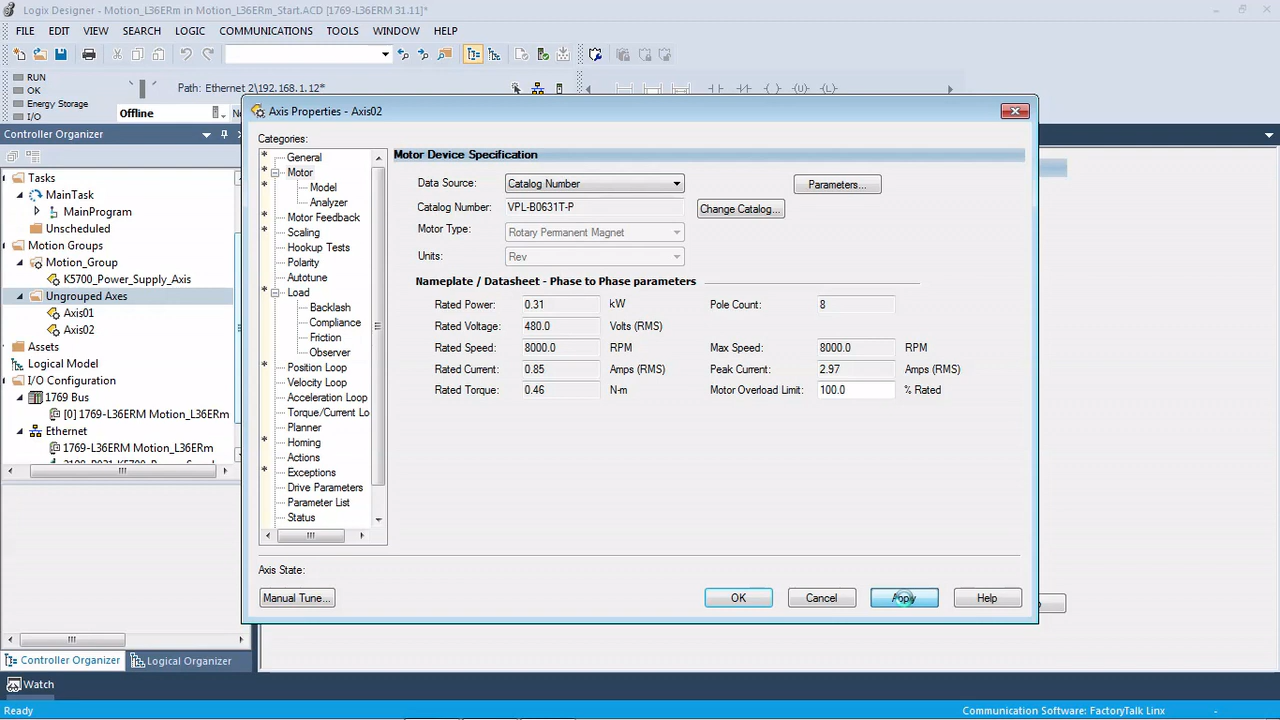 Logix Designer - Motion_L36ERm in Motion_L36ERm_Start.ACD [1769-L36ERM 31.11]*
FILE EDIT VIEW SEARCH LOGIC COMMUNICATIONS TOOLS WINDOW HELP
RUN
OK
Energy Storage
I/O
Path: Ethernet 2\192.168.1.12*
Offline
Controller Organizer
Tasks
MainTask
MainProgram
Unscheduled
Motion Groups
Motion_Group
K5700_Power_Supply_Axis
Ungrouped Axes
Axis01
Axis02
Assets
Logical Model
I/O Configuration
1769 Bus
[0] 1769-L36ERM Motion_L36ERm
Ethernet
1769-L36ERM Motion_L36ERm
Controller Organizer
Logical Organizer
Watch
Ready
Communication Software: FactoryTalk Linx
Axis Properties - Axis02
Categories:
General
Motor
Model
Analyzer
Motor Feedback
Scaling
Hookup Tests
Polarity
Autotune
Load
Backlash
Compliance
Friction
Observer
Position Loop
Velocity Loop
Acceleration Loop
Torque/Current Lo
Planner
Homing
Actions
Exceptions
Drive Parameters
Parameter List
Status
Motor Device Specification
Data Source: Catalog Number Parameters...
Catalog Number: VPL-B0631T-P Change Catalog...
Motor Type: Rotary Permanent Magnet
Units: Rev
Nameplate / Datasheet - Phase to Phase parameters
Rated Power: 0.31 kW Pole Count: 8
Rated Voltage: 480.0 Volts (RMS)
Rated Speed: 8000.0 RPM Max Speed: 8000.0 RPM
Rated Current: 0.85 Amps (RMS) Peak Current: 2.97 Amps (RMS)
Rated Torque: 0.46 N-m Motor Overload Limit: 100.0 % Rated
Axis State:
Manual Tune... OK Cancel Apply Help